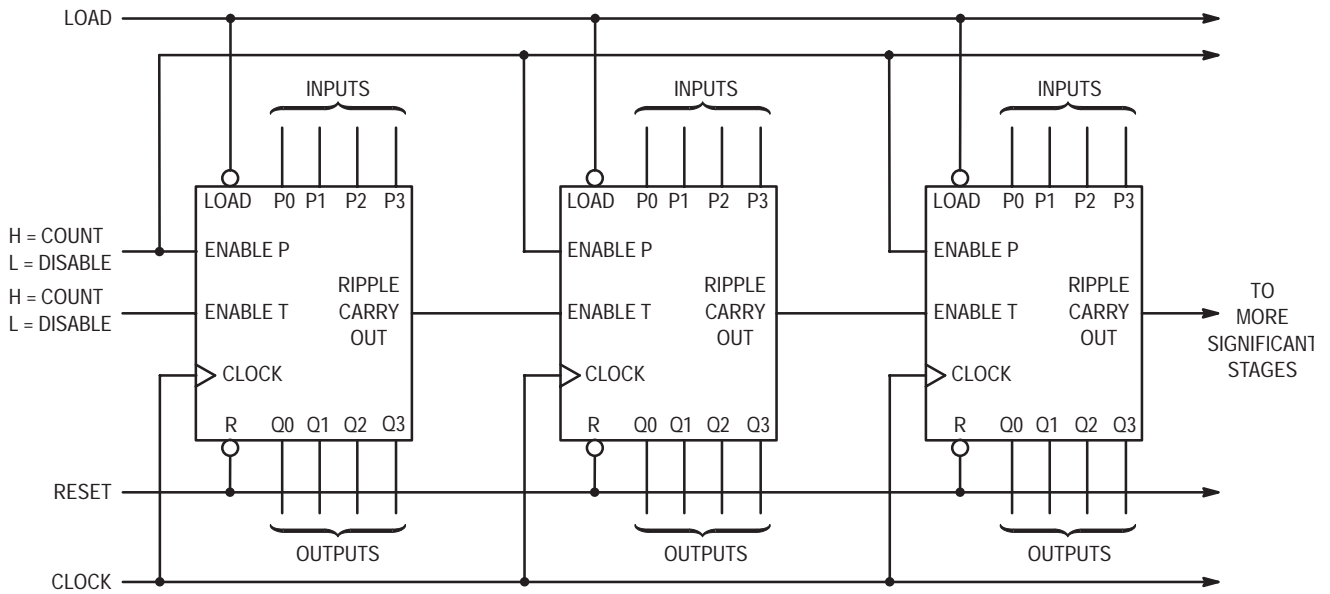 LOAD
INPUTS
INPUTS
INPUTS
LOAD P0 P1 P2 P3
LOAD P0 P1 P2 P3
LOAD P0 P1 P2 P3
H = COUNT
L = DISABLE
ENABLE P
ENABLE P
ENABLE P
H = COUNT
L = DISABLE
ENABLE T
RIPPLE
CARRY
OUT
ENABLE T
RIPPLE
CARRY
OUT
ENABLE T
RIPPLE
CARRY
OUT
TO
MORE
SIGNIFICANT
STAGES
CLOCK
CLOCK
CLOCK
R Q0 Q1 Q2 Q3
R Q0 Q1 Q2 Q3
R Q0 Q1 Q2 Q3
RESET
OUTPUTS
OUTPUTS
OUTPUTS
CLOCK